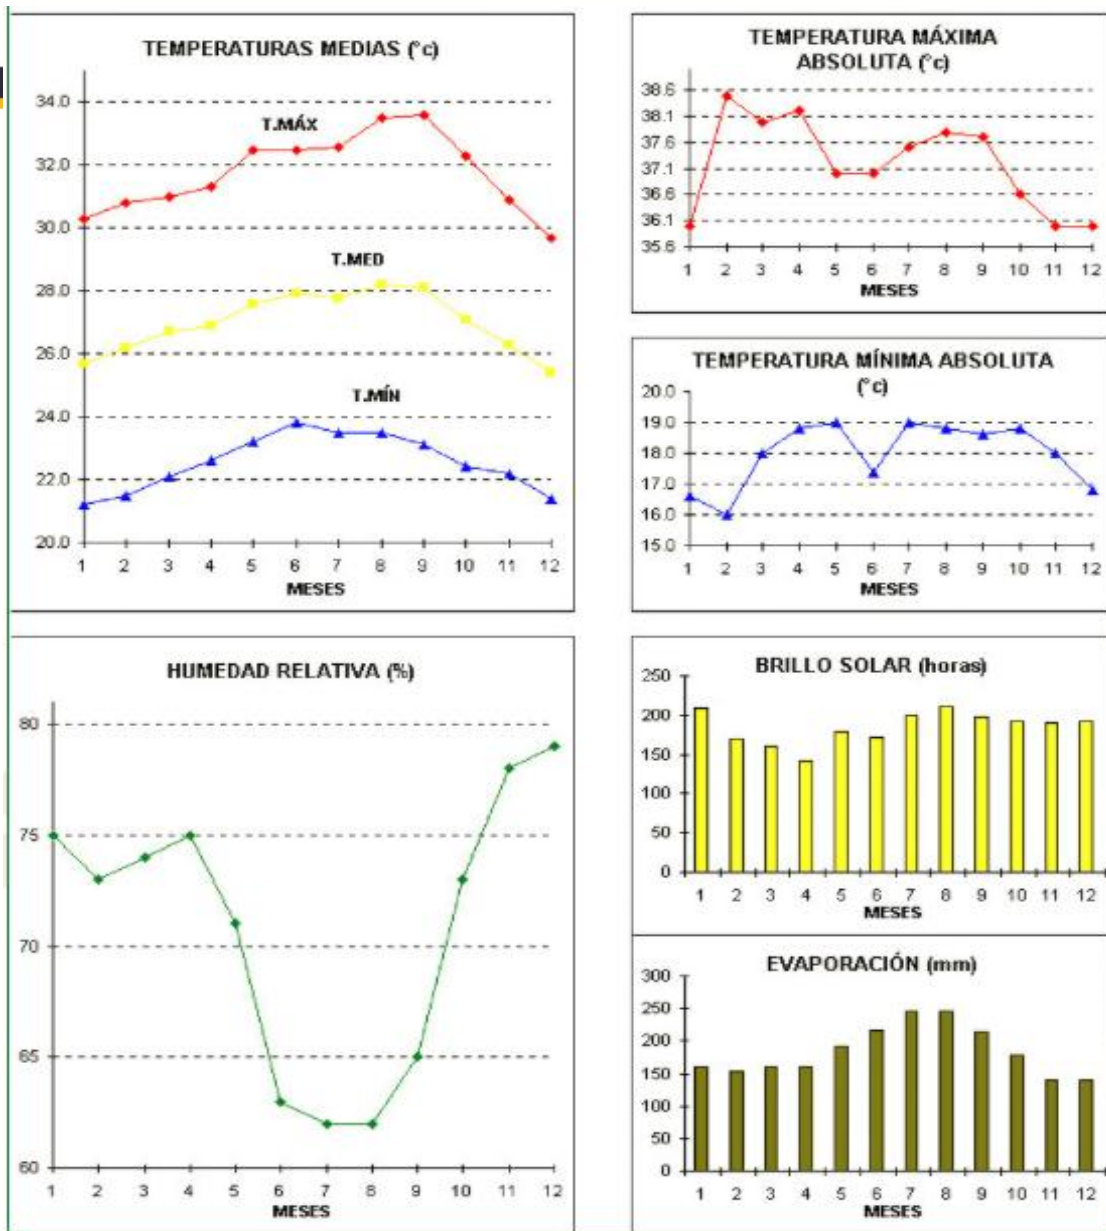 TEMPERATURAS MEDIAS (°c)
34.0
T.MÁX
32.0
30.0
T.MED
28.0
26.0
T.MÍN
24.0
22.0
20.0
1 2 3 4 5 6 7 8 9 10 11 12
MESES
TEMPERATURA MÁXIMA
ABSOLUTA (°c)
38.6
38.1
37.6
37.1
36.6
36.1
35.6
1 2 3 4 5 6 7 8 9 10 11 12
MESES
TEMPERATURA MÍNIMA ABSOLUTA
(°c)
20.0
19.0
18.0
17.0
16.0
15.0
1 2 3 4 5 6 7 8 9 10 11 12
MESES
HUMEDAD RELATIVA (%)
80
75
70
65
60
1 2 3 4 5 6 7 8 9 10 11 12
MESES
BRILLO SOLAR (horas)
250
200
150
100
50
0
1 2 3 4 5 6 7 8 9 10 11 12
MESES
EVAPORACIÓN (mm)
300
250
200
150
100
50
0
1 2 3 4 5 6 7 8 9 10 11 12
MESES